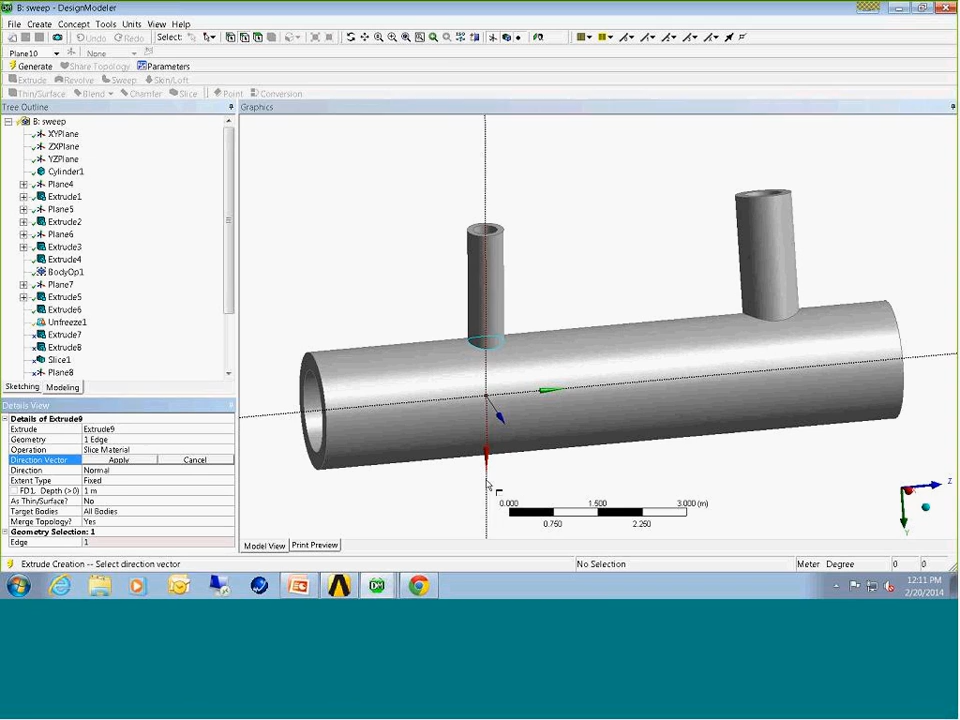 B: sweep - DesignModeler
File Create Concept Tools Units View Help
Undo Redo Select:
Plane10 None
Generate Share Topology Parameters
Extrude Revolve Sweep Skin/Loft
Thin/Surface Blend Chamfer Slice Point Conversion
Tree Outline
Graphics
B: sweep
XYPlane
ZXPlane
YZPlane
Cylinder1
Plane4
Extrude1
Plane5
Extrude2
Plane6
Extrude3
Extrude4
BodyOp1
Plane7
Extrude5
Extrude6
Unfreeze1
Extrude7
Extrude8
Slice1
Plane8
Sketching Modeling
Details View
Details of Extrude9
Extrude Extrude9
Geometry 1 Edge
Operation Slice Material
Direction Vector Apply Cancel
Direction Normal
Extent Type Fixed
FD1, Depth (>0) 1 m
As Thin/Surface? No
Target Bodies All Bodies
Merge Topology? Yes
Geometry Selection: 1
Edge 1
0.000 1.500 3.000 (m)
0.750 2.250
Z
Y
Model View Print Preview
Extrude Creation -- Select direction vector No Selection Meter Degree 0 0
12:11 PM
2/20/2014